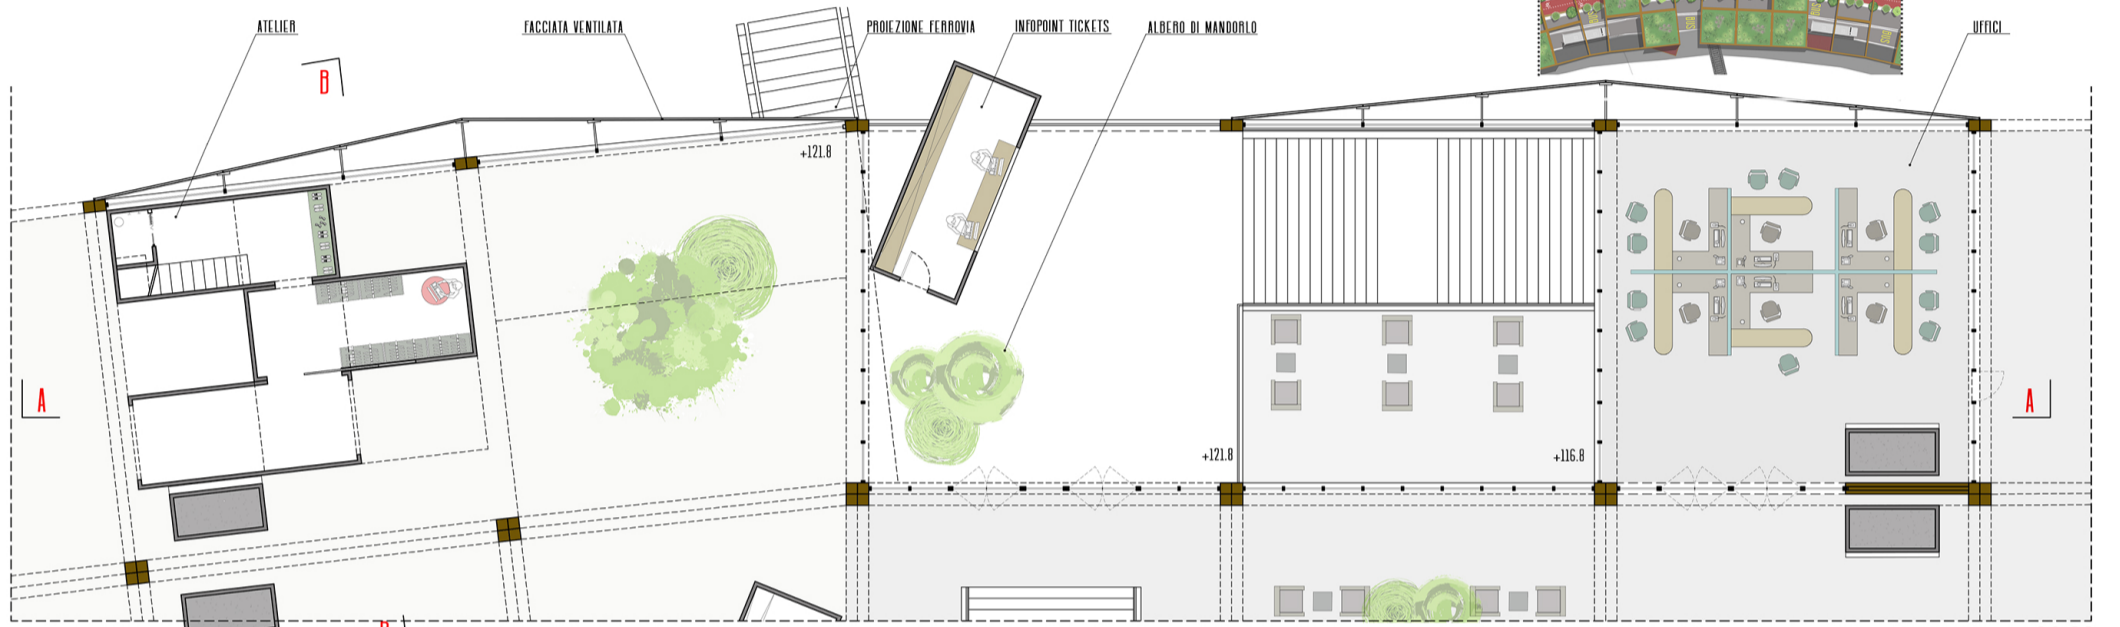 ATELIER
FACCIATA VENTILATA
PROIEZIONE FERROVIA
INFOPOINT TICKETS
ALBERO DI MANDORLO
UFFICI
B
+121.8
A
A
+121.8
+116.8